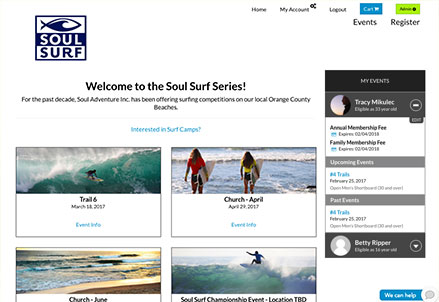 Home My Account Logout Cart Admin
Events Register
SOUL
SURF
Welcome to the Soul Surf Series!
For the past decade, Soul Adventure Inc. has been offering surfing competitions on our local Orange County
Beaches.
Interested in Surf Camps?
Trail 6
March 18, 2017
Event Info
Church - April
April 29, 2017
Event Info
Church - June
Soul Surf Championship Event - Location TBD
MY EVENTS
Tracy Mikulec
Eligible as 33 year old
EDIT
Annual Membership Fee
Expires: 02/04/2018
Family Membership Fee
Expires: 02/04/2018
Upcoming Events
#4 Trails
February 25, 2017
Open Men's Shortboard (30 and over)
Past Events
#4 Trails
February 25, 2017
Open Men's Shortboard (30 and over)
Betty Ripper
Eligible as 16 year old
We can help